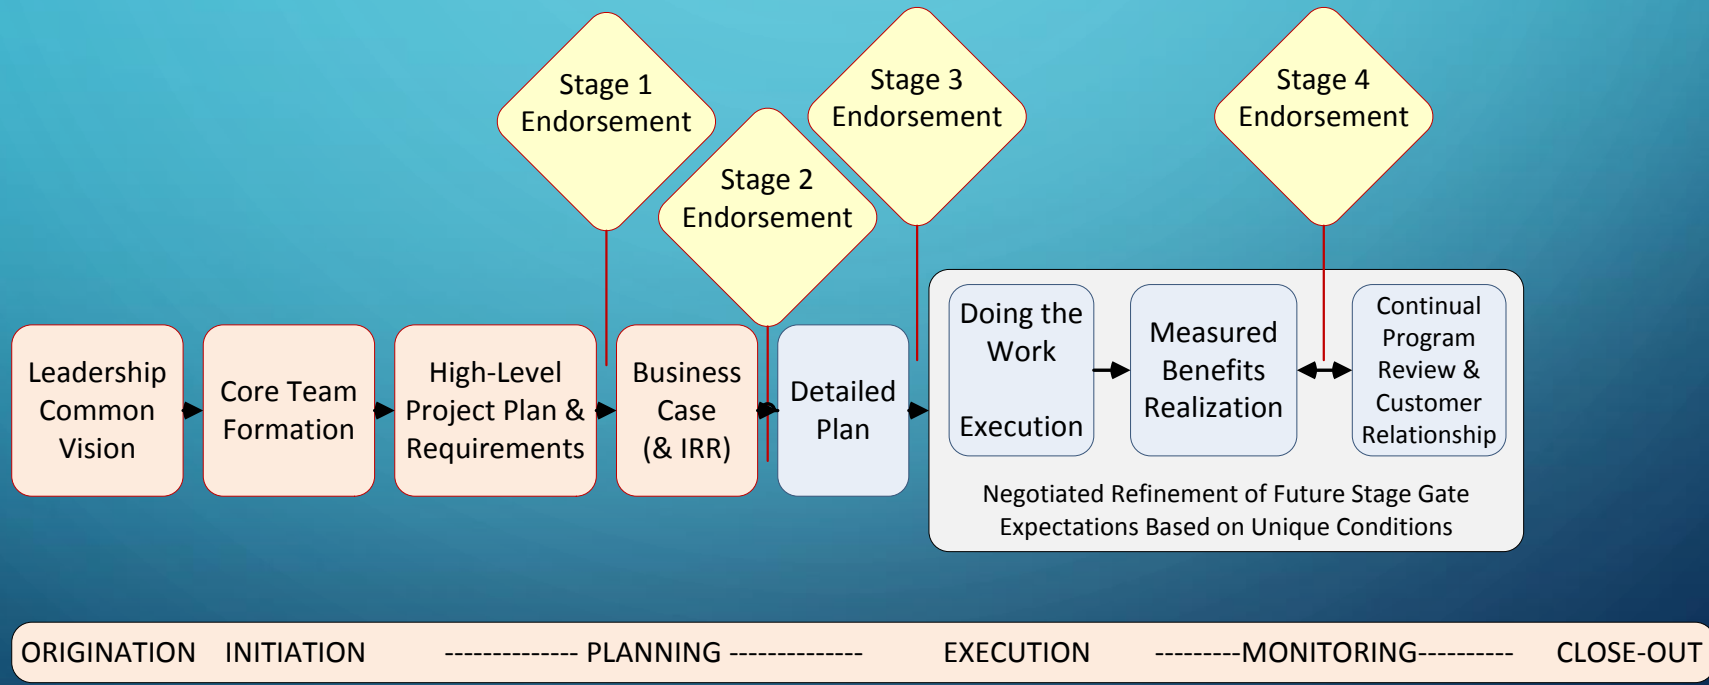 Stage 1
Endorsement
Stage 2
Endorsement
Stage 3
Endorsement
Stage 4
Endorsement
Leadership
Common
Vision
Core Team
Formation
High-Level
Project Plan &
Requirements
Business
Case
(& IRR)
Detailed
Plan
Doing the
Work
Execution
Measured
Benefits
Realization
Continual
Program
Review &
Customer
Relationship
Negotiated Refinement of Future Stage Gate
Expectations Based on Unique Conditions
ORIGINATION INITIATION -------------- PLANNING -------------- EXECUTION ---------MONITORING---------- CLOSE-OUT